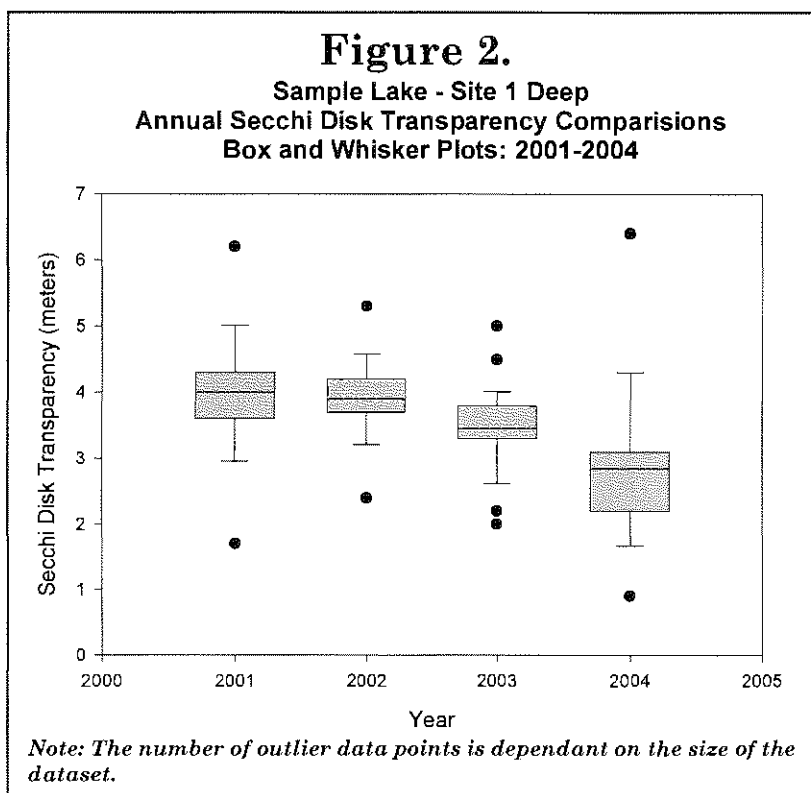 Figure 2.
Sample Lake - Site 1 Deep
Annual Secchi Disk Transparency Comparisions
Box and Whisker Plots: 2001-2004
7
6
5
4
3
2
1
0
Secchi Disk Transparency (meters)
2000 2001 2002 2003 2004 2005
Year
Note: The number of outlier data points is dependant on the size of the
dataset.